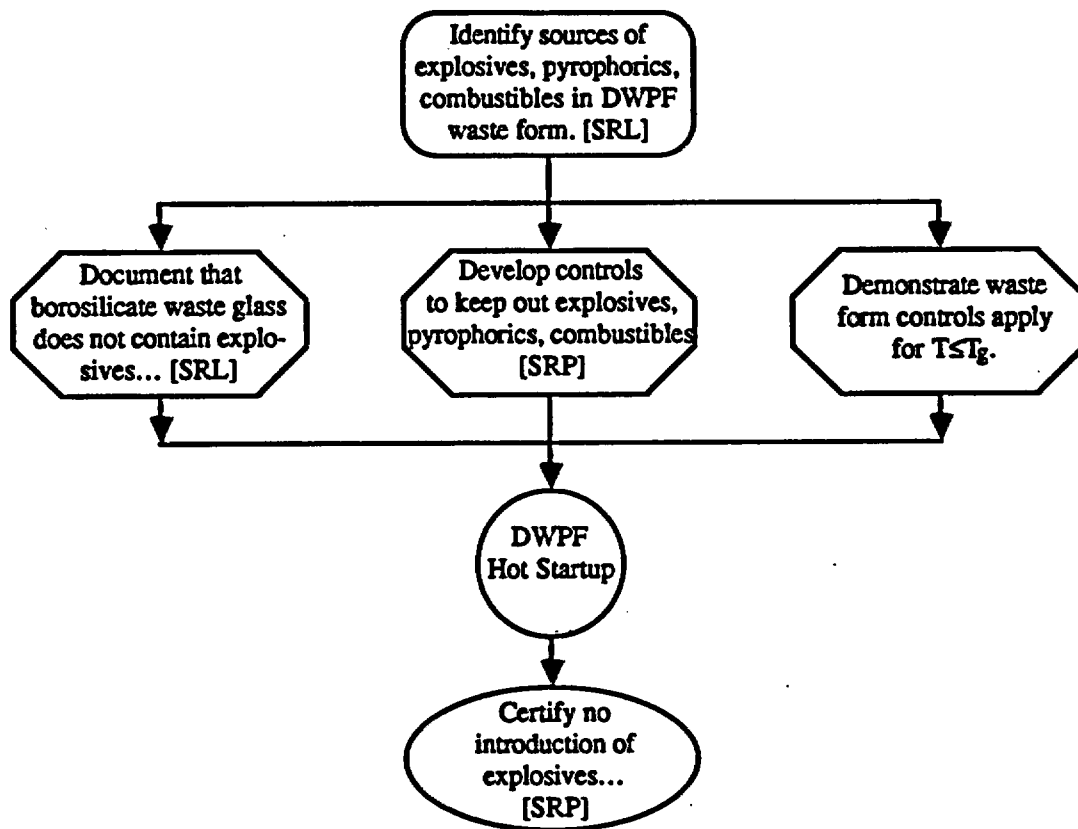 Identify sources of
explosives, pyrophorics,
combustibles in DWPF
waste form. [SRL]
Document that
borosilicate waste glass
does not contain explo-
sives... [SRL]
Develop controls
to keep out explosives,
pyrophorics, combustibles
[SRP]
Demonstrate waste
form controls apply
for T≤Tg.
DWPF
Hot Startup
Certify no
introduction of
explosives...
[SRP]